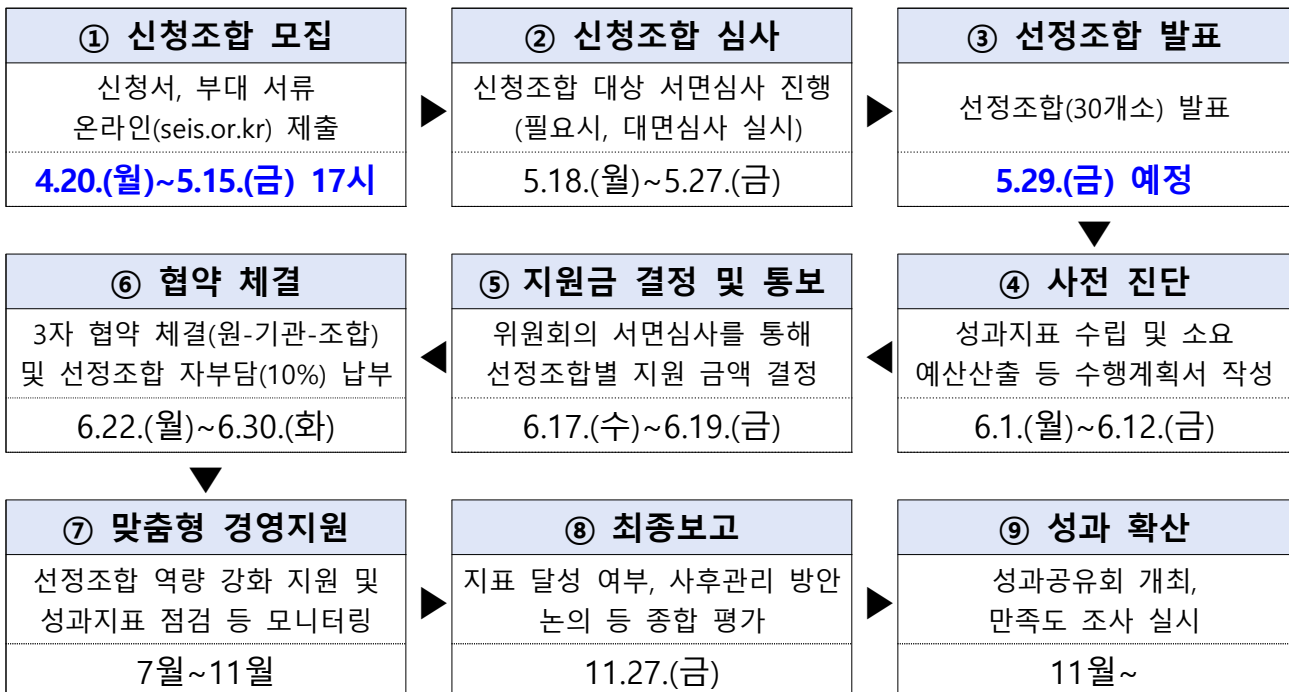 ① 신청조합 모집
신청서, 부대 서류
온라인(seis.or.kr) 제출
4.20.(월)~5.15.(금) 17시
② 신청조합 심사
신청조합 대상 서면심사 진행
(필요시, 대면심사 실시)
5.18.(월)~5.27.(금)
③ 선정조합 발표
선정조합(30개소) 발표
5.29.(금) 예정
④ 사전 진단
성과지표 수립 및 소요
예산산출 등 수행계획서 작성
6.1.(월)~6.12.(금)
⑤ 지원금 결정 및 통보
위원회의 서면심사를 통해
선정조합별 지원 금액 결정
6.17.(수)~6.19.(금)
⑥ 협약 체결
3자 협약 체결(원-기관-조합)
및 선정조합 자부담(10%) 납부
6.22.(월)~6.30.(화)
⑦ 맞춤형 경영지원
선정조합 역량 강화 지원 및
성과지표 점검 등 모니터링
7월~11월
⑧ 최종보고
지표 달성 여부, 사후관리 방안
논의 등 종합 평가
11.27.(금)
⑨ 성과 확산
성과공유회 개최,
만족도 조사 실시
11월~